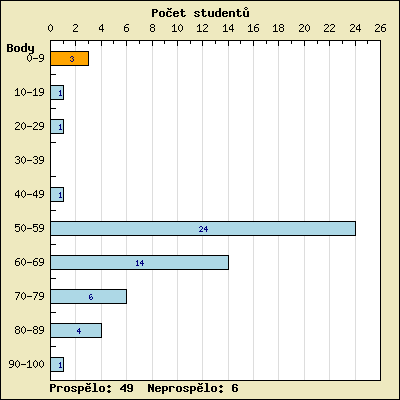 Počet studentů
0 2 4 6 8 10 12 14 16 18 20 22 24 26
Body
0-9 3
10-19 1
20-29 1
30-39
40-49 1
50-59 24
60-69 14
70-79 6
80-89 4
90-100 1
Prospělo: 49 Neprospělo: 6